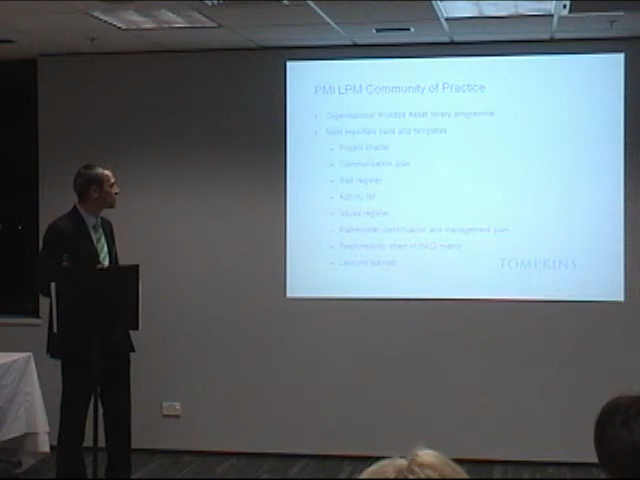 PMI LPM Community of Practice
Organisational Process Asset library programme
Most important tools and templates
– Project charter
– Communication plan
– Risk register
– Activity list
– Issues register
– Stakeholder identification and management plan
– Responsibility chart or RACI matrix
– Lessons learned
TOMPKINS